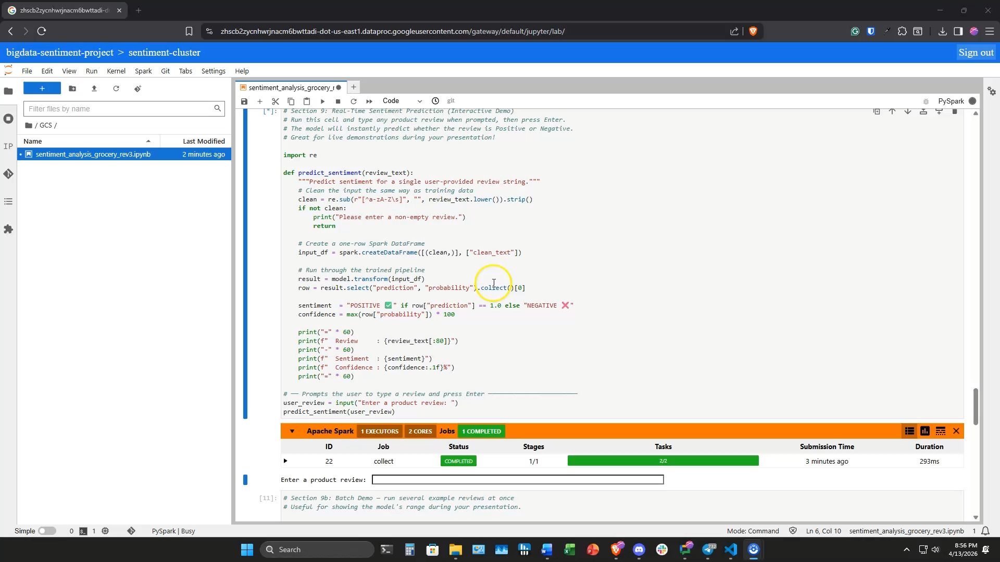 zhscb2zycnhwrjnacm6bwttadi-d
zhscb2zycnhwrjnacm6bwttadi-dot-us-east1.dataproc.googleusercontent.com/gateway/default/jupyter/lab/
bigdata-sentiment-project > sentiment-cluster
Sign out
File Edit View Run Kernel Spark Git Tabs Settings Help
sentiment_analysis_grocery_r
Code
git
PySpark
Filter files by name
/ GCS /
Name Last Modified
sentiment_analysis_grocery_rev3.ipynb 2 minutes ago
IP
[*]: # Section 9: Real-Time Sentiment Prediction (Interactive Demo)
# Run this cell and type any product review when prompted, then press Enter.
# The model will instantly predict whether the review is Positive or Negative.
# Great for live demonstrations during your presentation!
import re
def predict_sentiment(review_text):
"""Predict sentiment for a single user-provided review string."""
# Clean the input the same way as training data
clean = re.sub(r"[^a-zA-Z\s]", "", review_text.lower()).strip()
if not clean:
print("Please enter a non-empty review.")
return
# Create a one-row Spark DataFrame
input_df = spark.createDataFrame([(clean,)], ["clean_text"])
# Run through the trained pipeline
result = model.transform(input_df)
row = result.select("prediction", "probability").collect()[0]
sentiment  = "POSITIVE ✅" if row["prediction"] == 1.0 else "NEGATIVE ❌"
confidence = max(row["probability"]) * 100
print("=" * 60)
print(f"  Review     : {review_text[:80]}")
print("-" * 60)
print(f"  Sentiment  : {sentiment}")
print(f"  Confidence : {confidence:.1f}%")
print("=" * 60)
# ── Prompts the user to type a review and press Enter ────────────────────────
user_review = input("Enter a product review: ")
predict_sentiment(user_review)
Apache Spark 1 EXECUTORS 2 CORES Jobs 1 COMPLETED
ID Job Status Stages Tasks Submission Time Duration
22 collect COMPLETED 1/1 2/2 3 minutes ago 293ms
Enter a product review:
[11]: # Section 9b: Batch Demo — run several example reviews at once
# Useful for showing the model's range during your presentation.
Simple 0 1 PySpark | Busy Mode: Command Ln 6, Col 10 sentiment_analysis_grocery_rev3.ipynb 1
Search
732
8:56 PM
4/13/2026